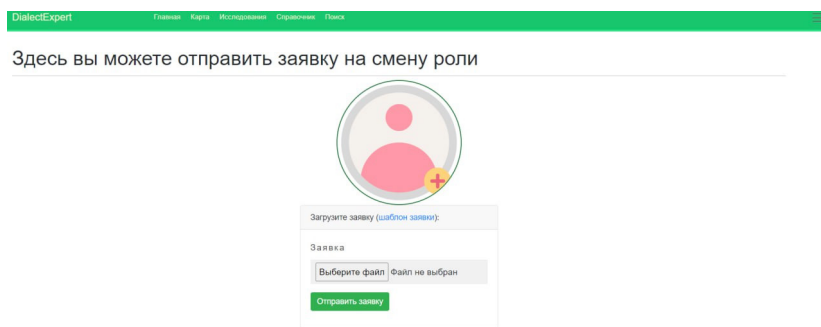 DialectExpert Главная Карта Исследования Справочник Поиск
Здесь вы можете отправить заявку на смену роли
Загрузите заявку (шаблон заявки):
Заявка
Выберите файл Файл не выбран
Отправить заявку